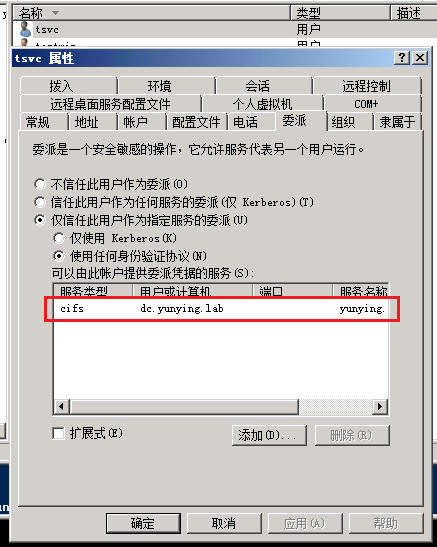 名称 类型 描述
tsvc 用户
用户
tsvc 属性
拨入 环境 会话 远程控制
远程桌面服务配置文件 个人虚拟机 COM+
常规 地址 帐户 配置文件 电话 委派 组织 隶属于
委派是一个安全敏感的操作，它允许服务代表另一个用户运行。
不信任此用户作为委派(O)
信任此用户作为任何服务的委派(仅 Kerberos)(T)
仅信任此用户作为指定服务的委派(U)
仅使用 Kerberos(K)
使用任何身份验证协议(N)
可以由此帐户提供委派凭据的服务(S):
服务类型 用户或计算机 端口 服务名称
cifs dc.yunying.lab yunying.
扩展式(E) 添加(D)... 删除(R)
确定 取消 应用(A) 帮助